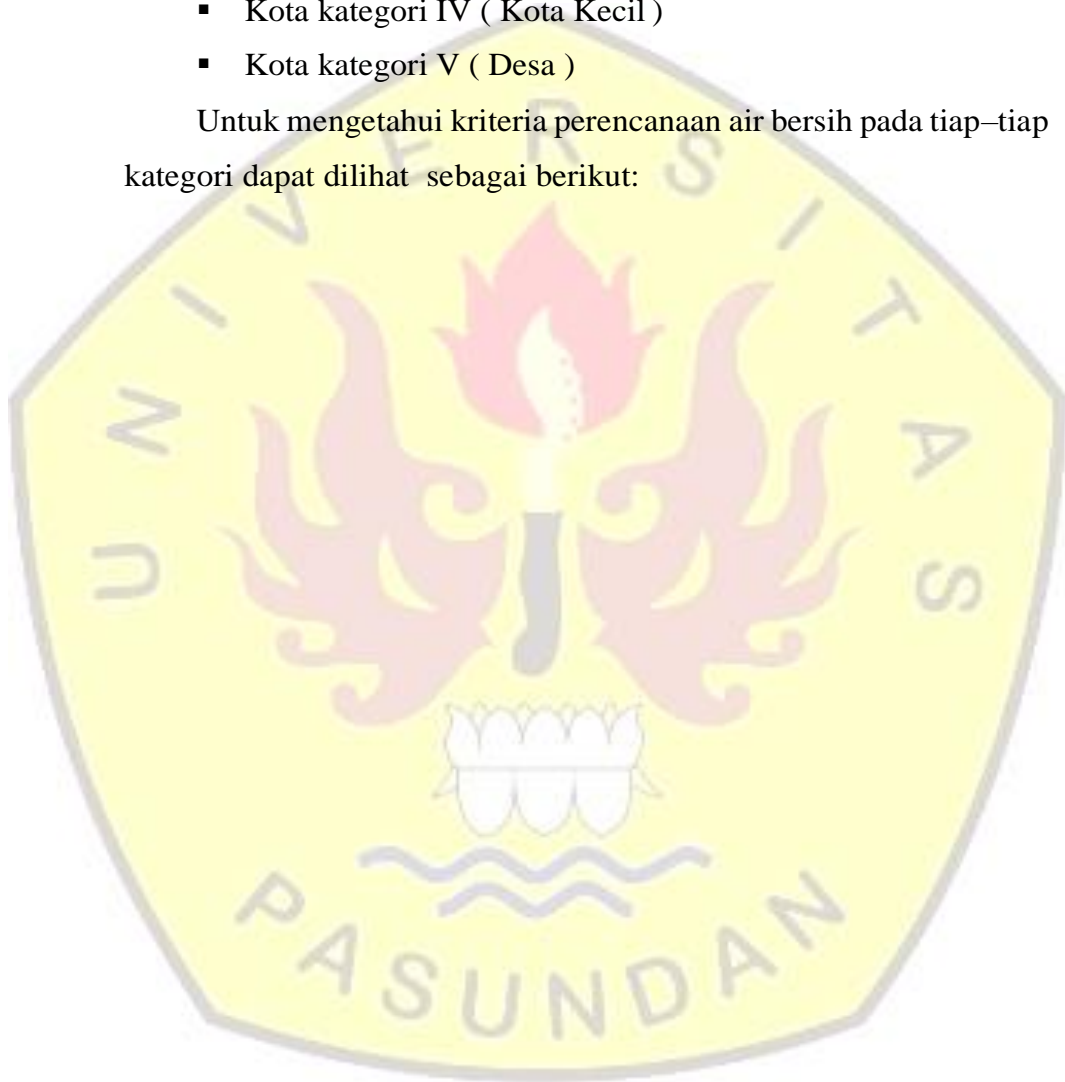 ▪ Kota kategori IV ( Kota Kecil )
▪ Kota kategori V ( Desa )
Untuk mengetahui kriteria perencanaan air bersih pada tiap–tiap
kategori dapat dilihat sebagai berikut:
UNIVERSITAS
PASUNDAN